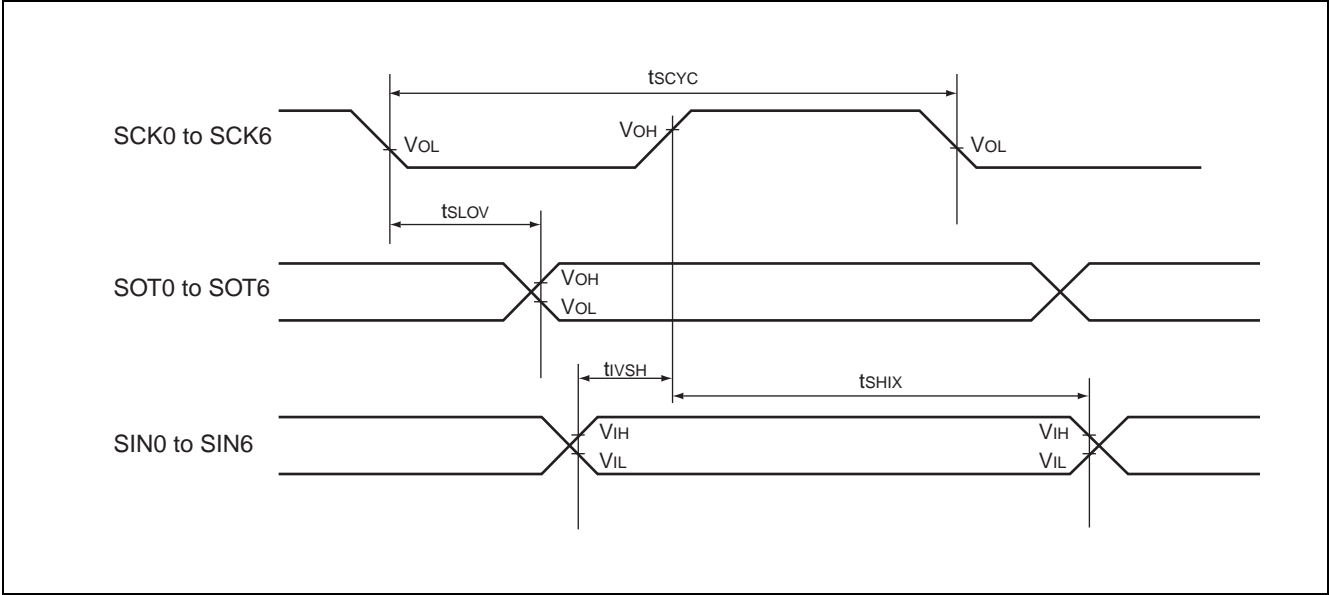 tSCYC
SCK0 to SCK6
VOL
VOH
VOL
tSLOV
SOT0 to SOT6
VOH
VOL
tIVSH
tSHIX
SIN0 to SIN6
VIH
VIL
VIH
VIL